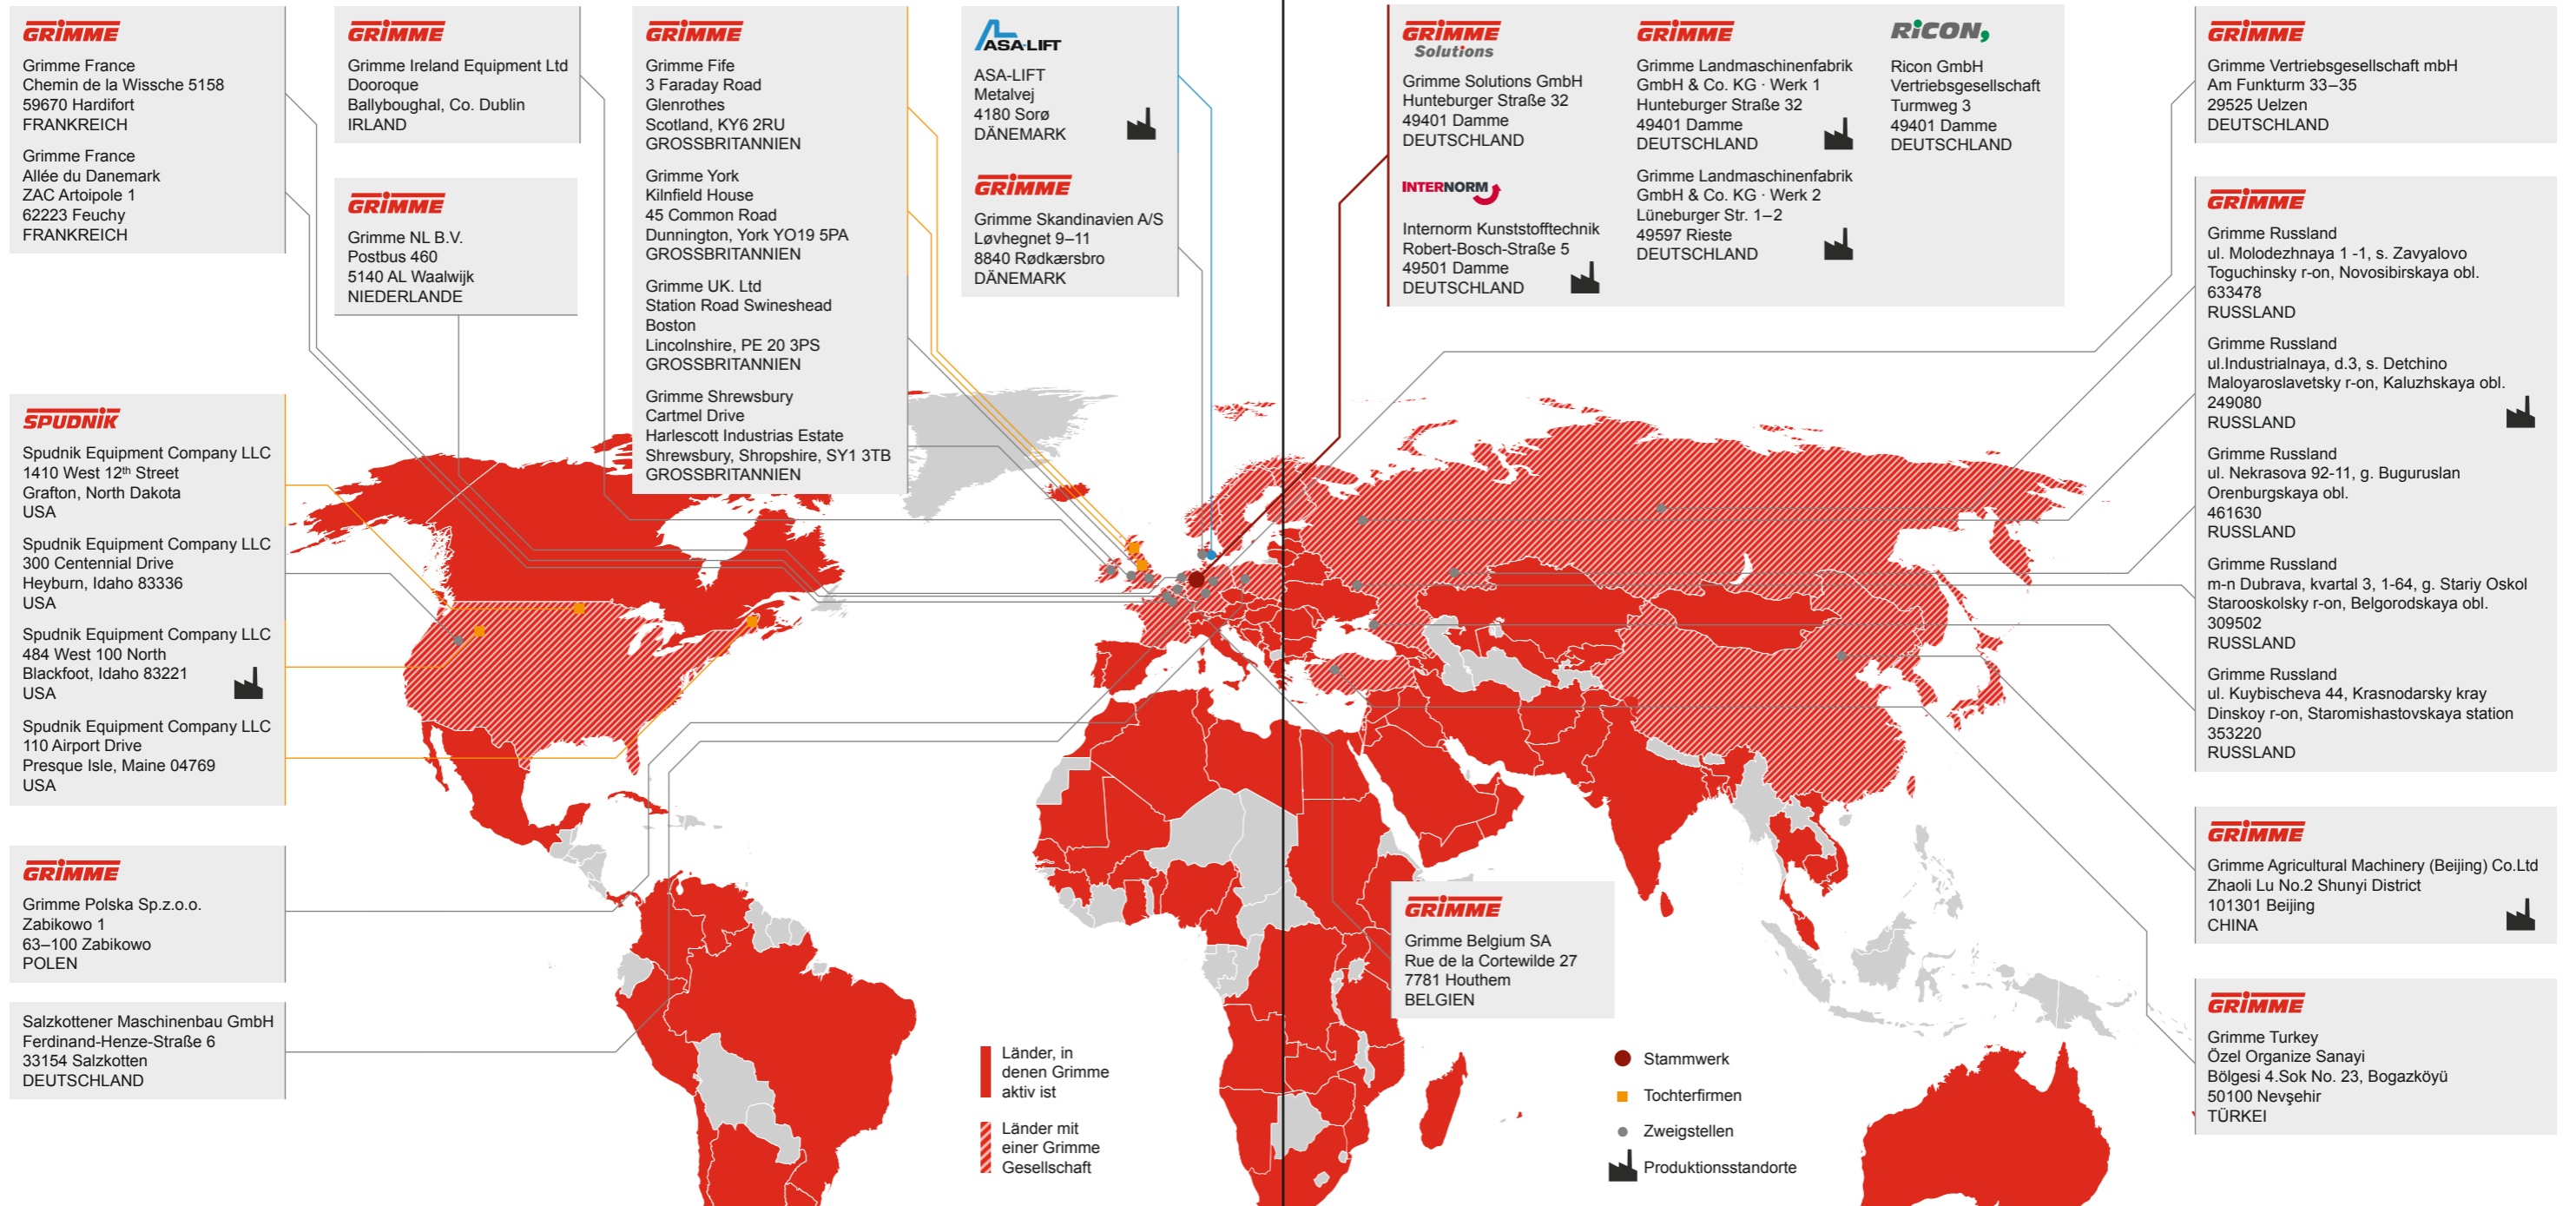 GRIMME
Grimme France
Chemin de la Wissche 5158
59670 Hardifort
FRANKREICH
Grimme France
Allée du Danemark
ZAC Artoipole 1
62223 Feuchy
FRANKREICH
GRIMME
Grimme Ireland Equipment Ltd
Dooroque
Ballyboughal, Co. Dublin
IRLAND
GRIMME
Grimme NL B.V.
Postbus 460
5140 AL Waalwijk
NIEDERLANDE
GRIMME
Grimme Fife
3 Faraday Road
Glenrothes
Scotland, KY6 2RU
GROSSBRITANNIEN
Grimme York
Kilnfield House
45 Common Road
Dunnington, York YO19 5PA
GROSSBRITANNIEN
Grimme UK. Ltd
Station Road Swineshead
Boston
Lincolnshire, PE 20 3PS
GROSSBRITANNIEN
Grimme Shrewsbury
Cartmel Drive
Harlescott Industrias Estate
Shrewsbury, Shropshire, SY1 3TB
GROSSBRITANNIEN
ASA-LIFT
ASA-LIFT
Metalvej
4180 Sorø
DÄNEMARK
GRIMME
Grimme Skandinavien A/S
Løvhegnet 9–11
8840 Rødkærsbro
DÄNEMARK
GRIMME
Solutions
Grimme Solutions GmbH
Hunteburger Straße 32
49401 Damme
DEUTSCHLAND
INTERNORM
Internorm Kunststofftechnik
Robert-Bosch-Straße 5
49501 Damme
DEUTSCHLAND
GRIMME
Grimme Landmaschinenfabrik
GmbH & Co. KG · Werk 1
Hunteburger Straße 32
49401 Damme
DEUTSCHLAND
Grimme Landmaschinenfabrik
GmbH & Co. KG · Werk 2
Lüneburger Str. 1–2
49597 Rieste
DEUTSCHLAND
RICON,
Ricon GmbH
Vertriebsgesellschaft
Turmweg 3
49401 Damme
DEUTSCHLAND
GRIMME
Grimme Vertriebsgesellschaft mbH
Am Funkturm 33–35
29525 Uelzen
DEUTSCHLAND
GRIMME
Grimme Russland
ul. Molodezhnaya 1 -1, s. Zavyalovo
Toguchinsky r-on, Novosibirskaya obl.
633478
RUSSLAND
Grimme Russland
ul.Industrialnaya, d.3, s. Detchino
Maloyaroslavetsky r-on, Kaluzhskaya obl.
249080
RUSSLAND
Grimme Russland
ul. Nekrasova 92-11, g. Buguruslan
Orenburgskaya obl.
461630
RUSSLAND
Grimme Russland
m-n Dubrava, kvartal 3, 1-64, g. Stariy Oskol
Starooskolsky r-on, Belgorodskaya obl.
309502
RUSSLAND
Grimme Russland
ul. Kuybischeva 44, Krasnodarsky kray
Dinskoy r-on, Staromishastovskaya station
353220
RUSSLAND
SPUDNIK
Spudnik Equipment Company LLC
1410 West 12th Street
Grafton, North Dakota
USA
Spudnik Equipment Company LLC
300 Centennial Drive
Heyburn, Idaho 83336
USA
Spudnik Equipment Company LLC
484 West 100 North
Blackfoot, Idaho 83221
USA
Spudnik Equipment Company LLC
110 Airport Drive
Presque Isle, Maine 04769
USA
GRIMME
Grimme Polska Sp.z.o.o.
Zabikowo 1
63–100 Zabikowo
POLEN
Salzkottener Maschinenbau GmbH
Ferdinand-Henze-Straße 6
33154 Salzkotten
DEUTSCHLAND
GRIMME
Grimme Belgium SA
Rue de la Cortewilde 27
7781 Houthem
BELGIEN
GRIMME
Grimme Agricultural Machinery (Beijing) Co.Ltd
Zhaoli Lu No.2 Shunyi District
101301 Beijing
CHINA
GRIMME
Grimme Turkey
Özel Organize Sanayi
Bölgesi 4.Sok No. 23, Bogazköyü
50100 Nevşehir
TÜRKEI
Länder, in
denen Grimme
aktiv ist
Länder mit
einer Grimme
Gesellschaft
Stammwerk
Tochterfirmen
Zweigstellen
Produktionsstandorte